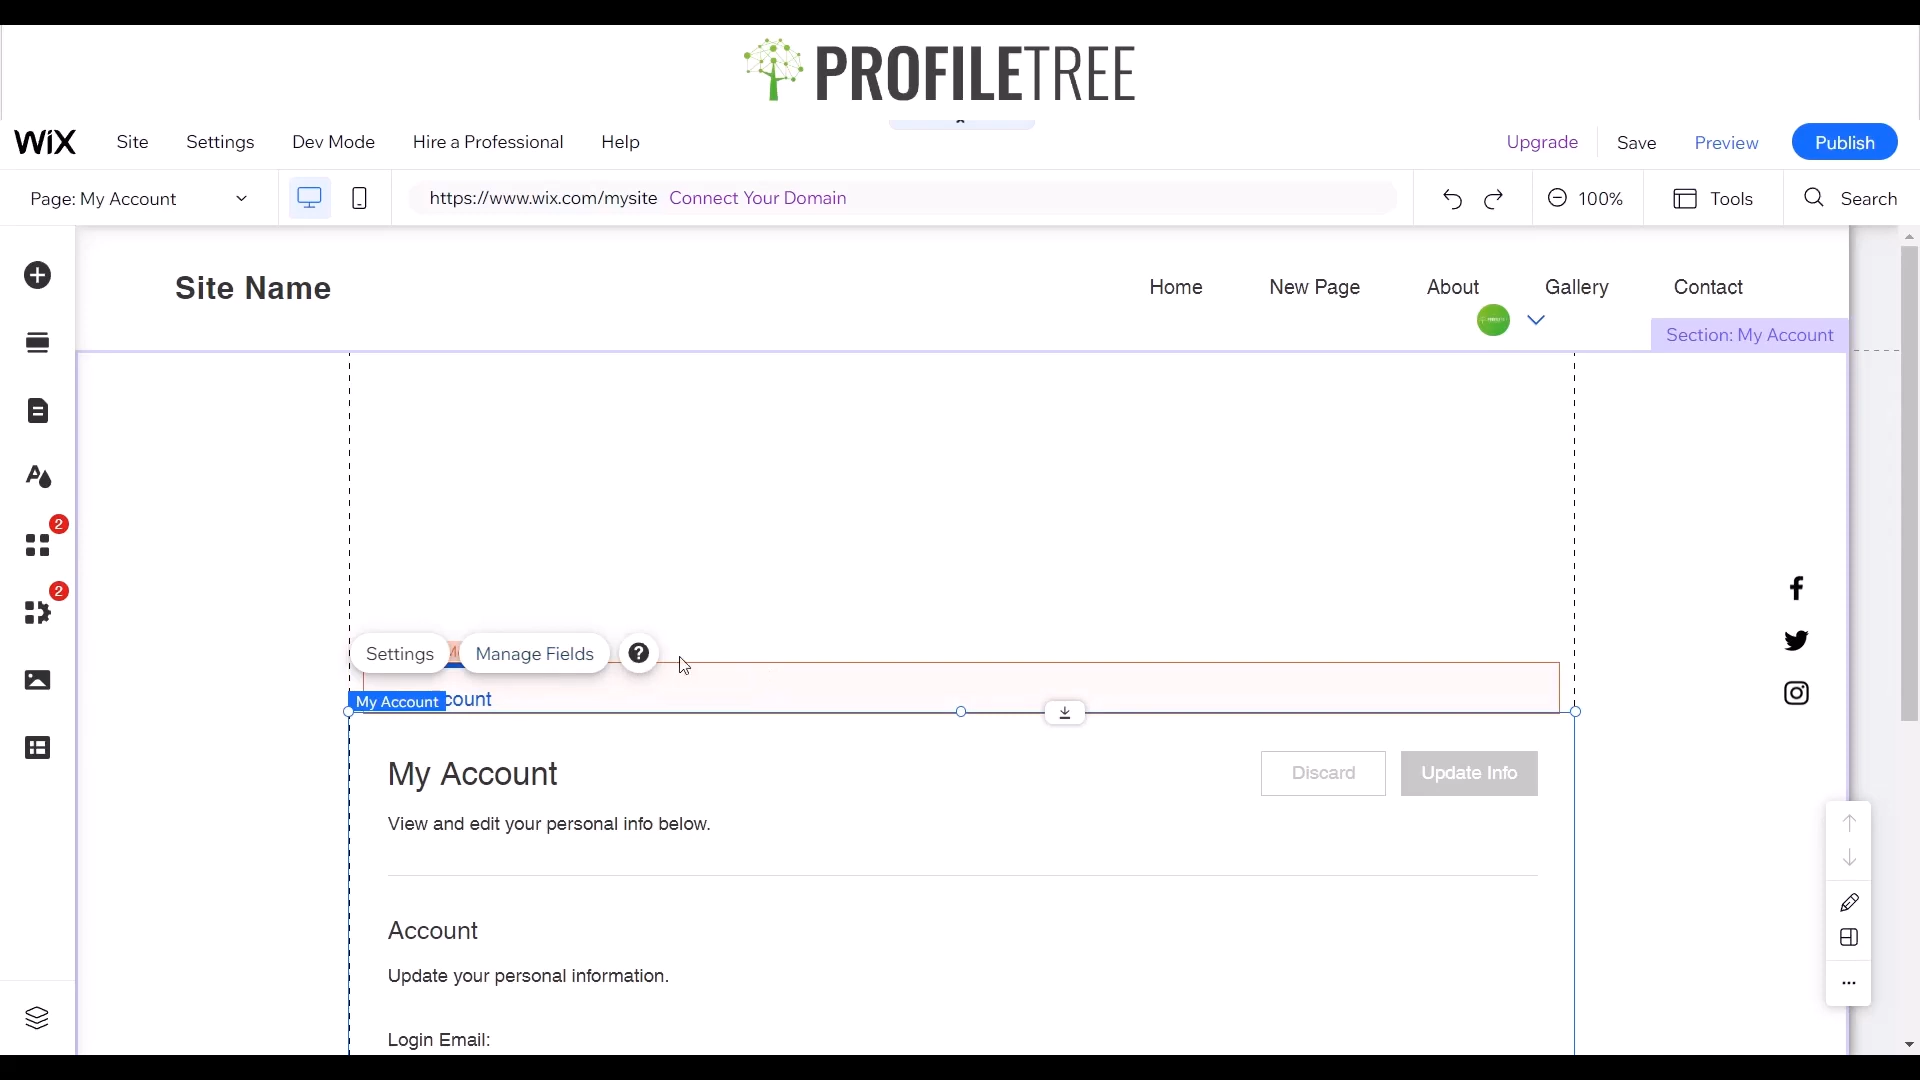 PROFILETREE
WiX Site Settings Dev Mode Hire a Professional Help Upgrade Save Preview Publish
Page: My Account https://www.wix.com/mysite Connect Your Domain 100% Tools Search
Site Name Home New Page About Gallery Contact
Section: My Account
2
2
Settings Manage Fields ?
My Account count
My Account Discard Update Info
View and edit your personal info below.
Account
Update your personal information.
Login Email: